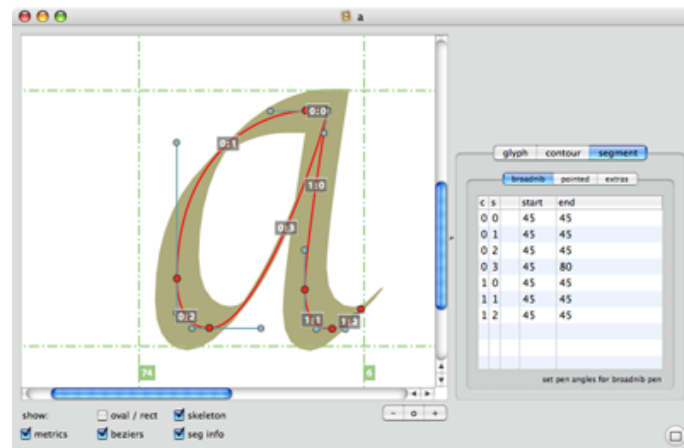 a
0:0
0:1
1:0
0:3
0:2
1:1
1:2
74
6
glyph contour segment
broadnib pointed extras
c s start end
0 0 45 45
0 1 45 45
0 2 45 45
0 3 45 80
1 0 45 45
1 1 45 45
1 2 45 45
set pen angles for broadnib pen
- o +
show: oval / rect skeleton
metrics beziers seg info